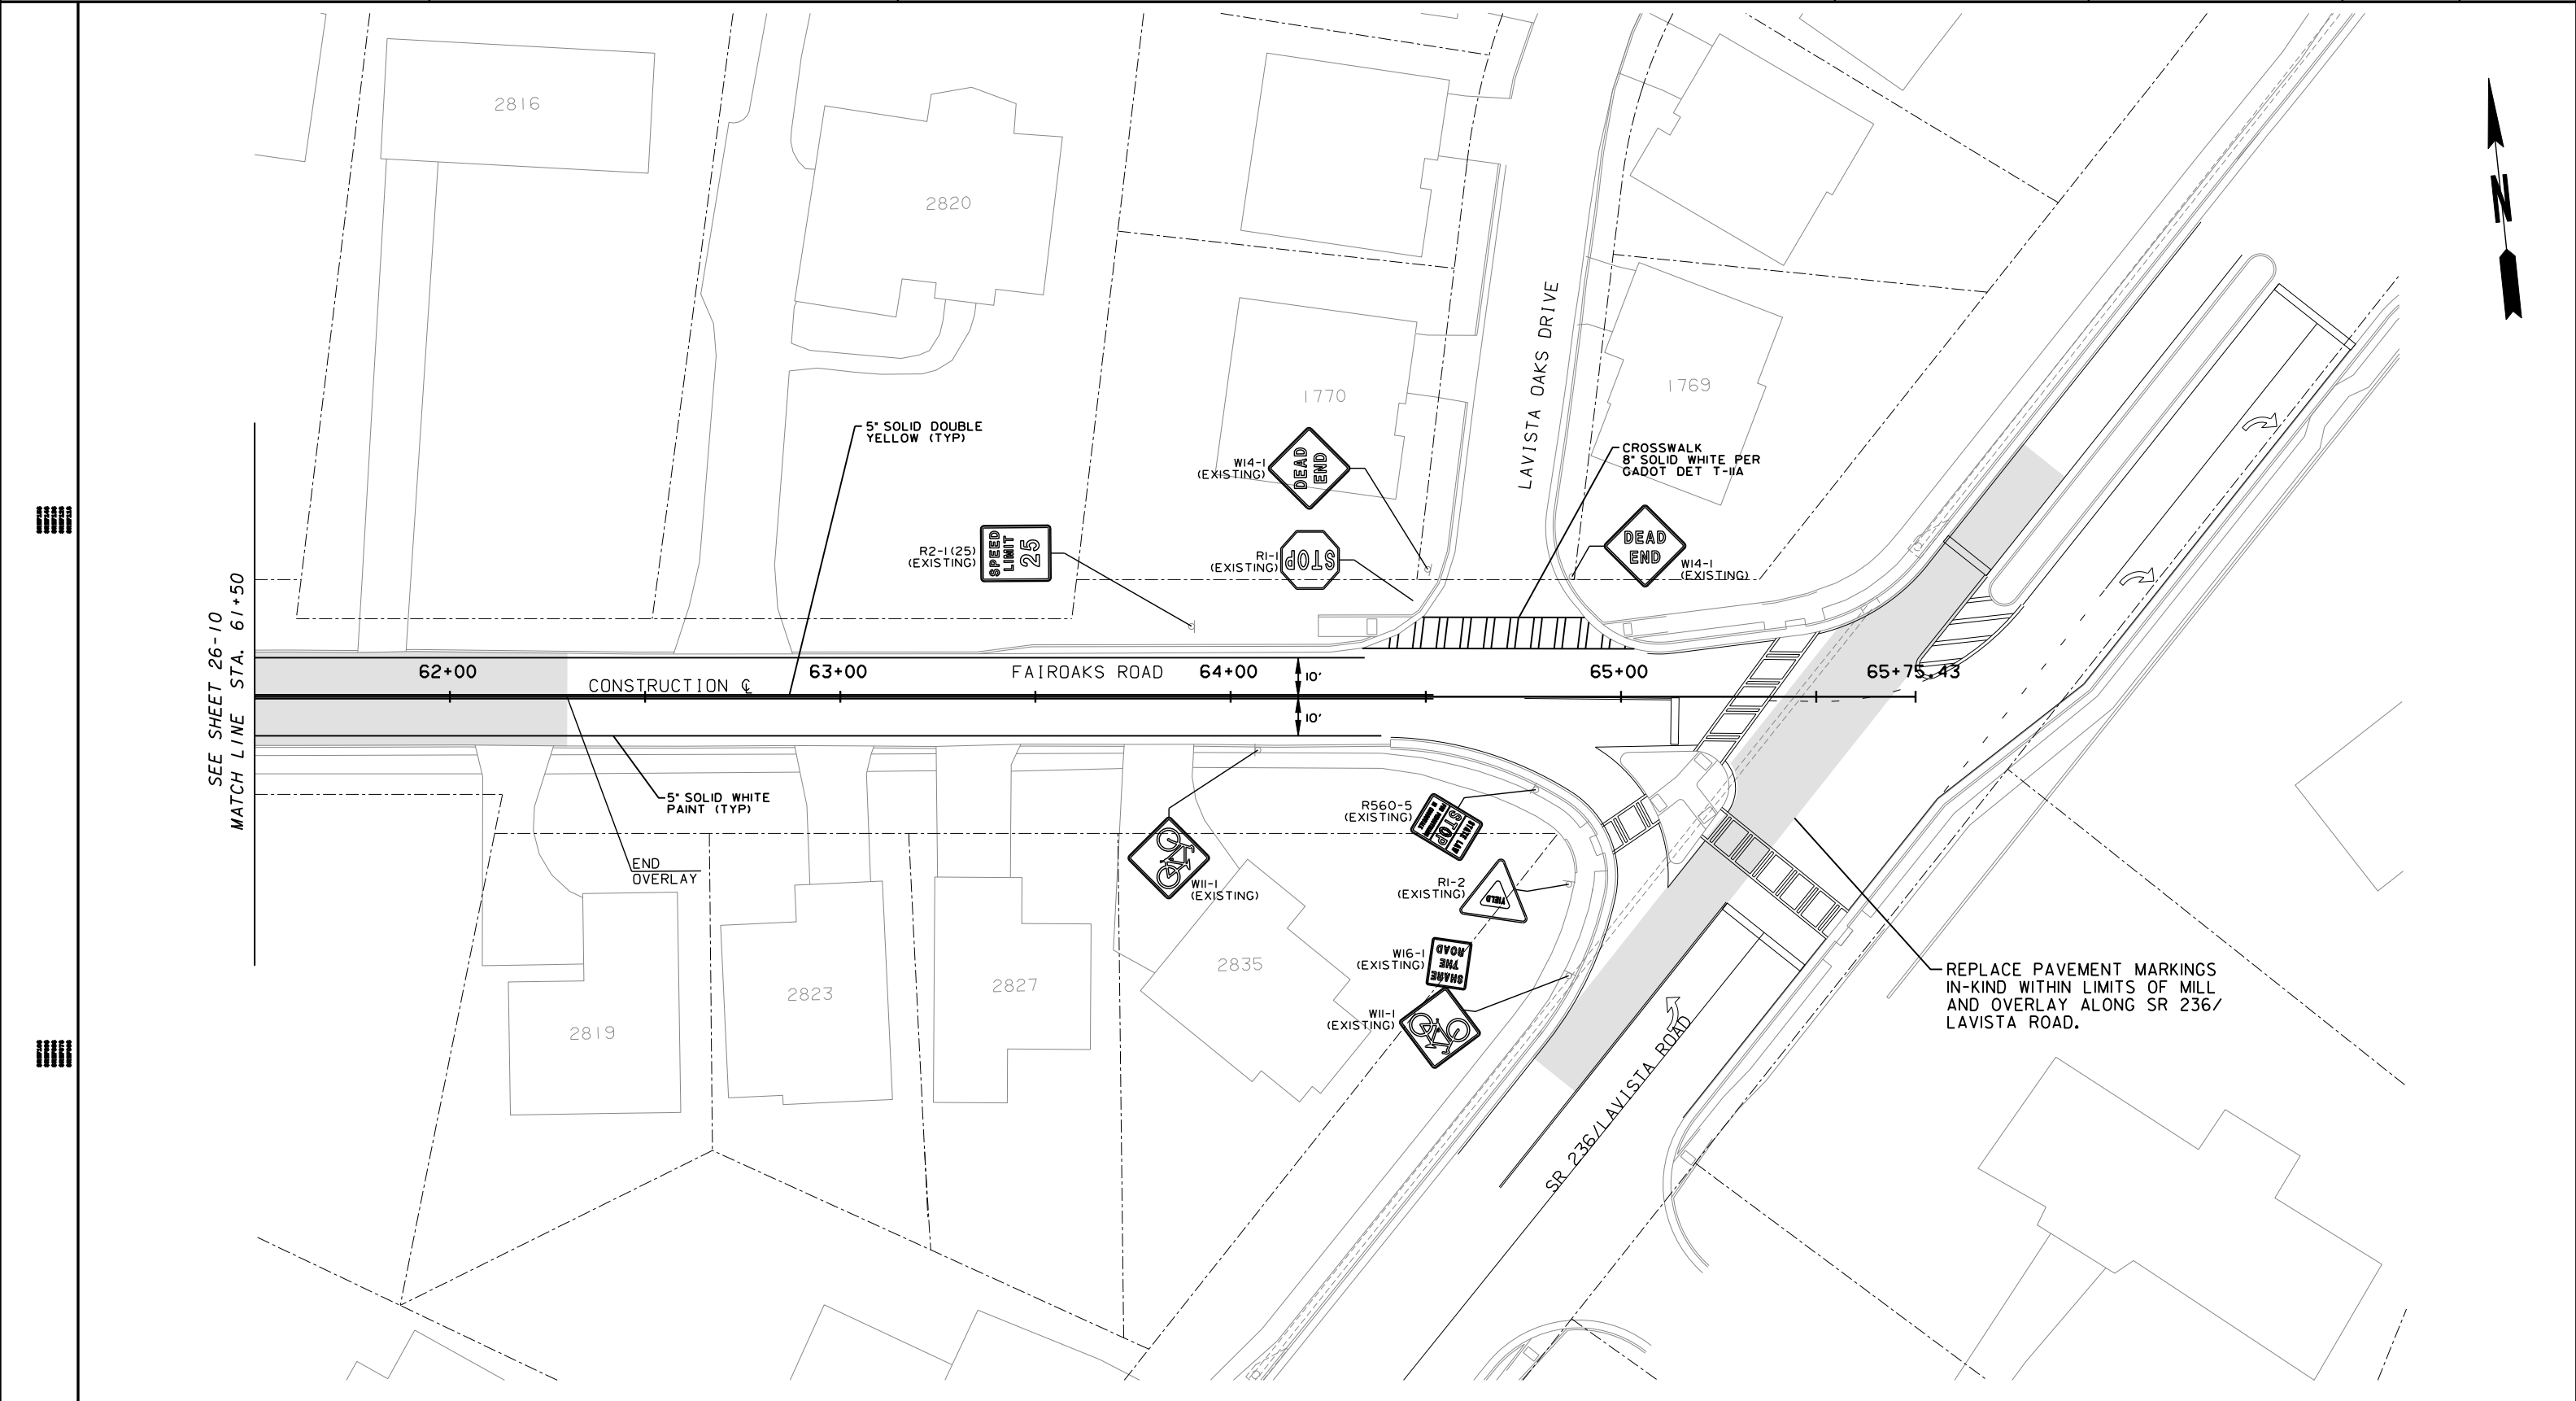 2816
2820
LAVISTA OAKS DRIVE
N
1770
1769
5" SOLID DOUBLE
YELLOW (TYP)
W14-1
(EXISTING)
DEAD
END
CROSSWALK
8" SOLID WHITE PER
GADOT DET T-11A
R2-1(25)
(EXISTING)
SPEED
LIMIT
25
R1-1
(EXISTING)
STOP
DEAD
END
W14-1
(EXISTING)
SEE SHEET 26-10
MATCH LINE STA. 61+50
62+00
63+00
FAIROAKS ROAD
64+00
65+00
65+75.43
CONSTRUCTION ℄
10'
10'
5" SOLID WHITE
PAINT (TYP)
END
OVERLAY
W11-1
(EXISTING)
R560-5
(EXISTING)
STATE LAW
STOP
R1-2
(EXISTING)
YIELD
W16-1
(EXISTING)
SHARE
THE
ROAD
W11-1
(EXISTING)
2819
2823
2827
2835
SR 236/LAVISTA ROAD
REPLACE PAVEMENT MARKINGS
IN-KIND WITHIN LIMITS OF MILL
AND OVERLAY ALONG SR 236/
LAVISTA ROAD.